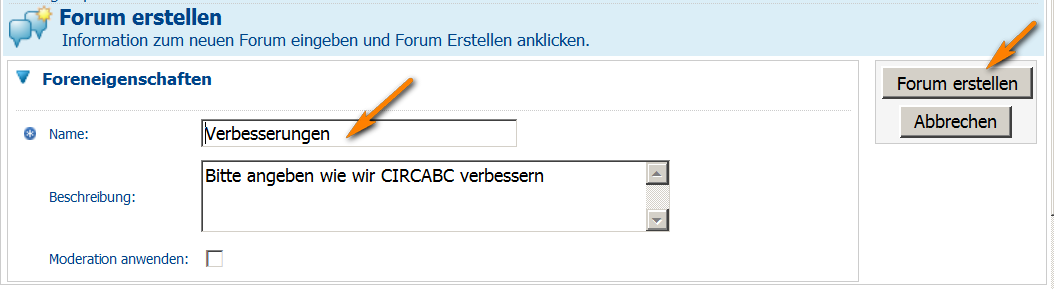 Forum erstellen
Information zum neuen Forum eingeben und Forum Erstellen anklicken.
Foreneigenschaften
Forum erstellen
Abbrechen
Name:
Verbesserungen
Beschreibung:
Bitte angeben wie wir CIRCABC verbessern
Moderation anwenden: